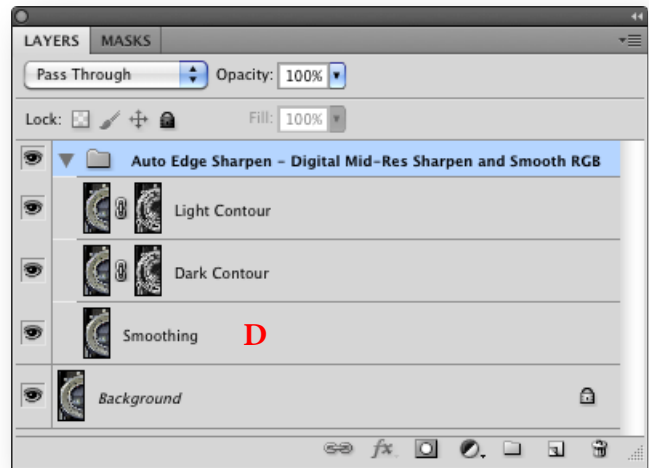 LAYERS MASKS
Pass Through Opacity: 100%
Lock: Fill: 100%
Auto Edge Sharpen – Digital Mid-Res Sharpen and Smooth RGB
Light Contour
Dark Contour
Smoothing D
Background
fx.